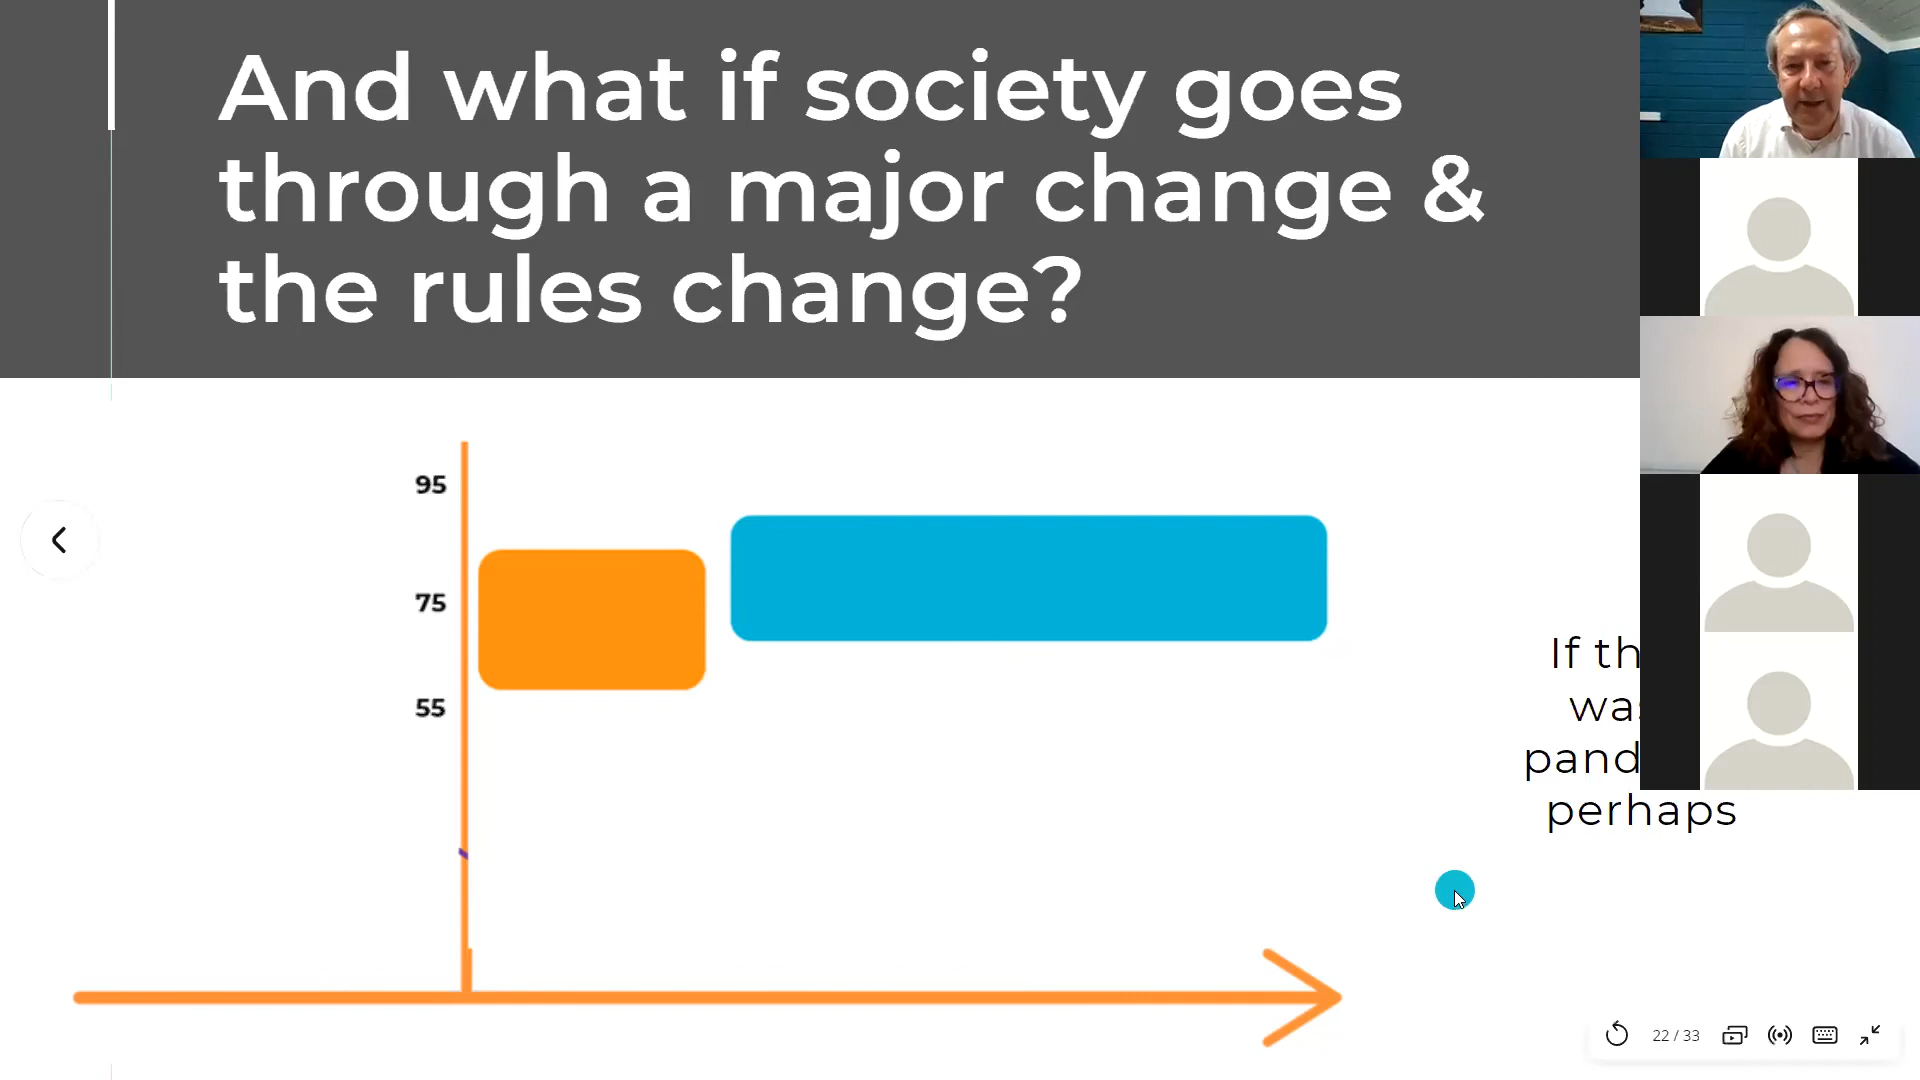 And what if society goes
through a major change &
the rules change?
95
75
55
If th
was
pand
perhaps
22 / 33